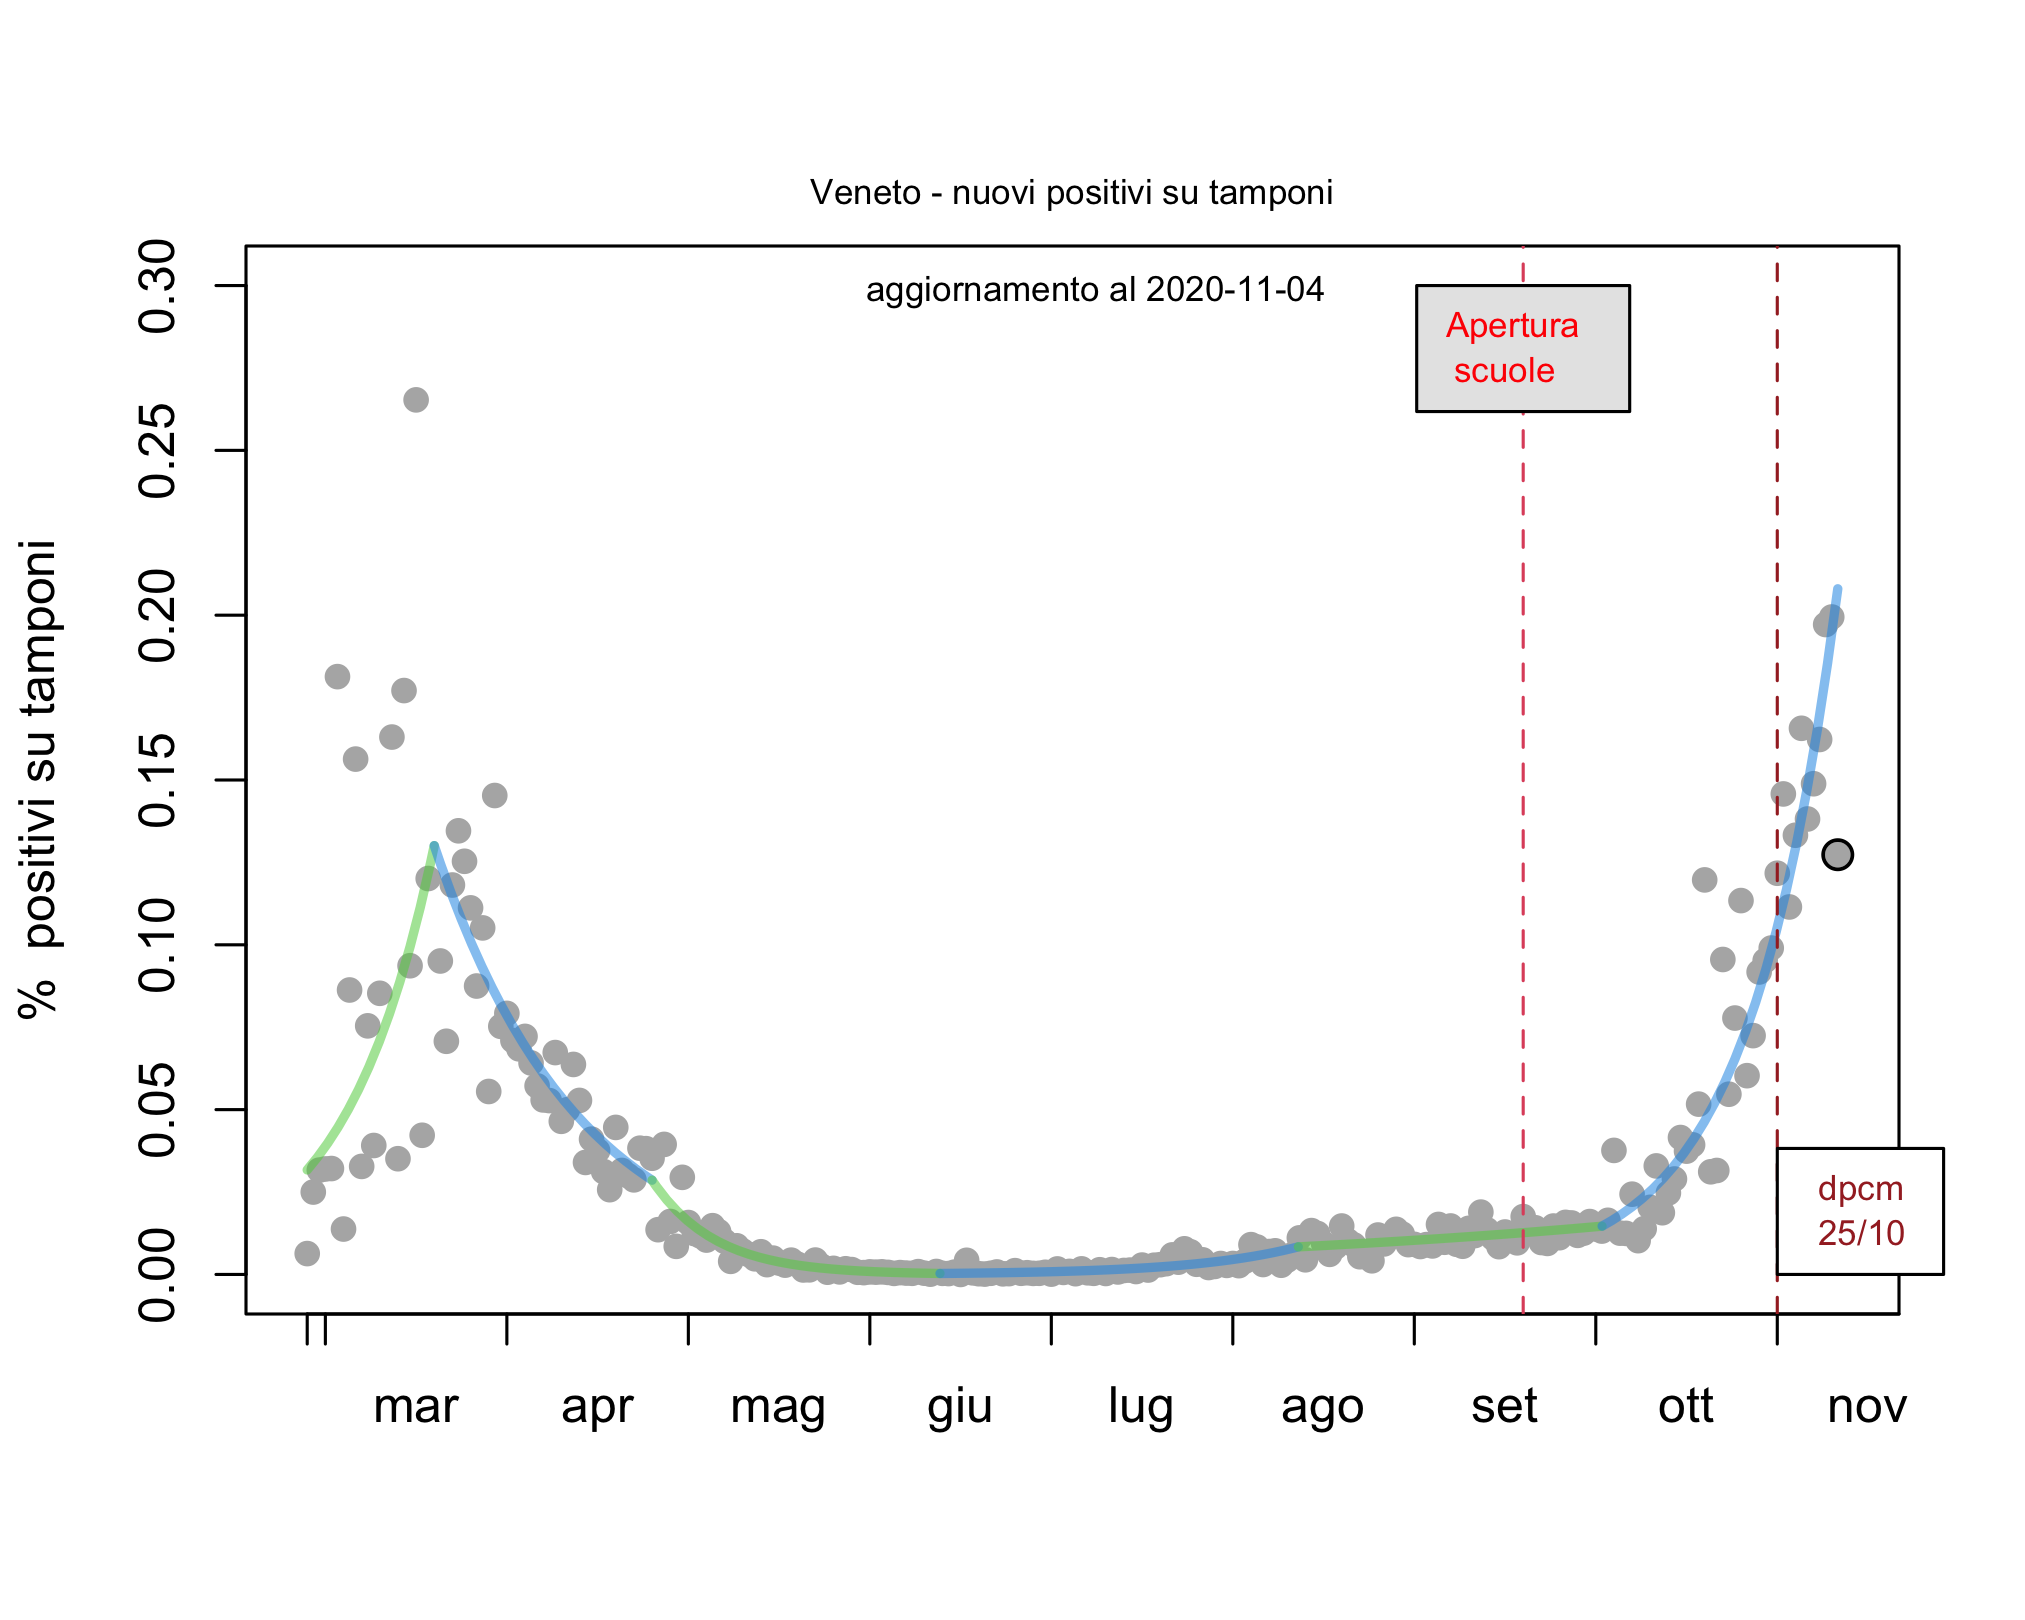 Veneto - nuovi positivi su tamponi
aggiornamento al 2020-11-04
Apertura
scuole
% positivi su tamponi
0.30
0.25
0.20
0.15
0.10
0.05
0.00
dpcm
25/10
mar apr mag giu lug ago set ott nov